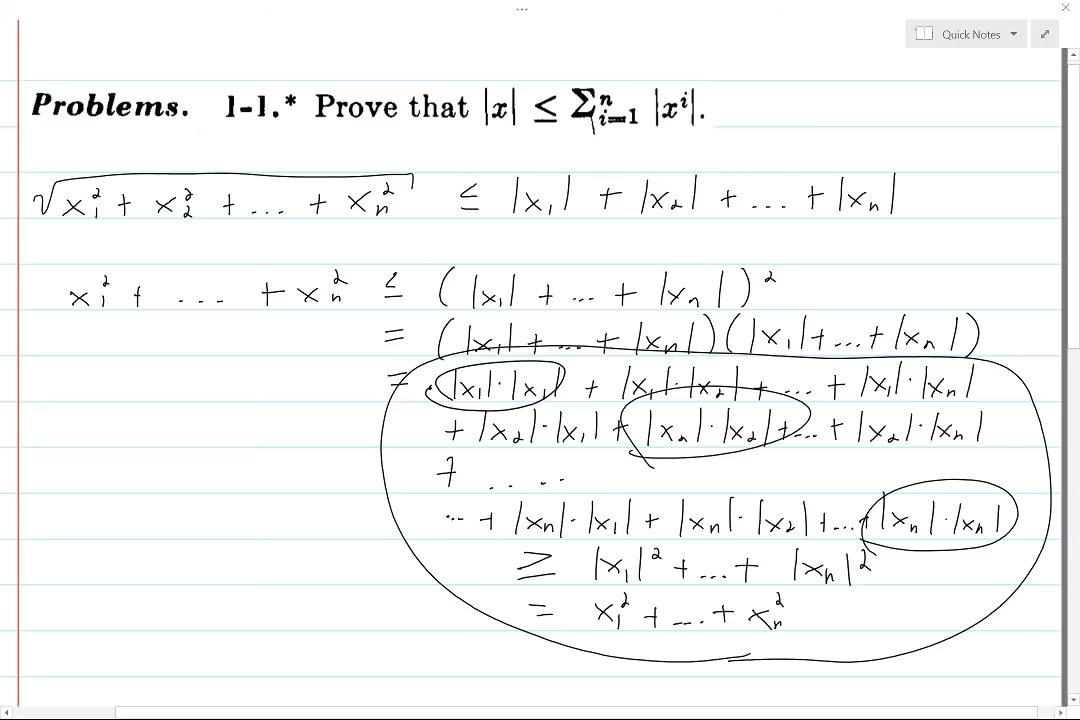 Quick Notes
Problems. 1-1.* Prove that |x| ≤ Σⁿᵢ₌₁ |xⁱ|.
√(x₁² + x₂² + ... + xₙ²) ≤ |x₁| + |x₂| + ... + |xₙ|
x₁² + ... + xₙ² ≤ (|x₁| + ... + |xₙ|)²
= (|x₁| + ... + |xₙ|)(|x₁| + ... + |xₙ|)
= |x₁|·|x₁| + |x₁|·|x₂| + ... + |x₁|·|xₙ|
+ |x₂|·|x₁| + |x₂|·|x₂| + ... + |x₂|·|xₙ|
+ ....
... + |xₙ|·|x₁| + |xₙ|·|x₂| + ... + |xₙ|·|xₙ|
≥ |x₁|² + ... + |xₙ|²
= x₁² + ... + xₙ²